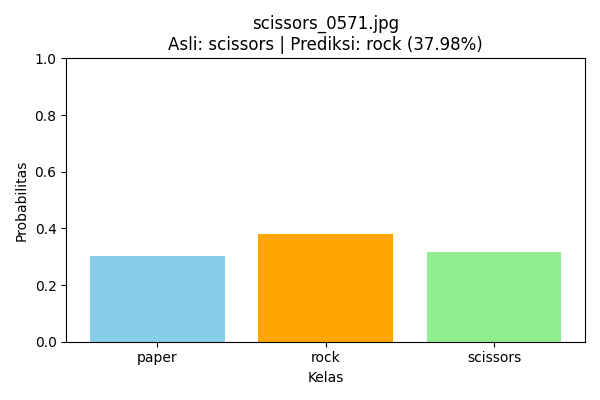 scissors_0571.jpg
Asli: scissors | Prediksi: rock (37.98%)
1.0
0.8
0.6
0.4
0.2
0.0
Probabilitas
paper
rock
scissors
Kelas